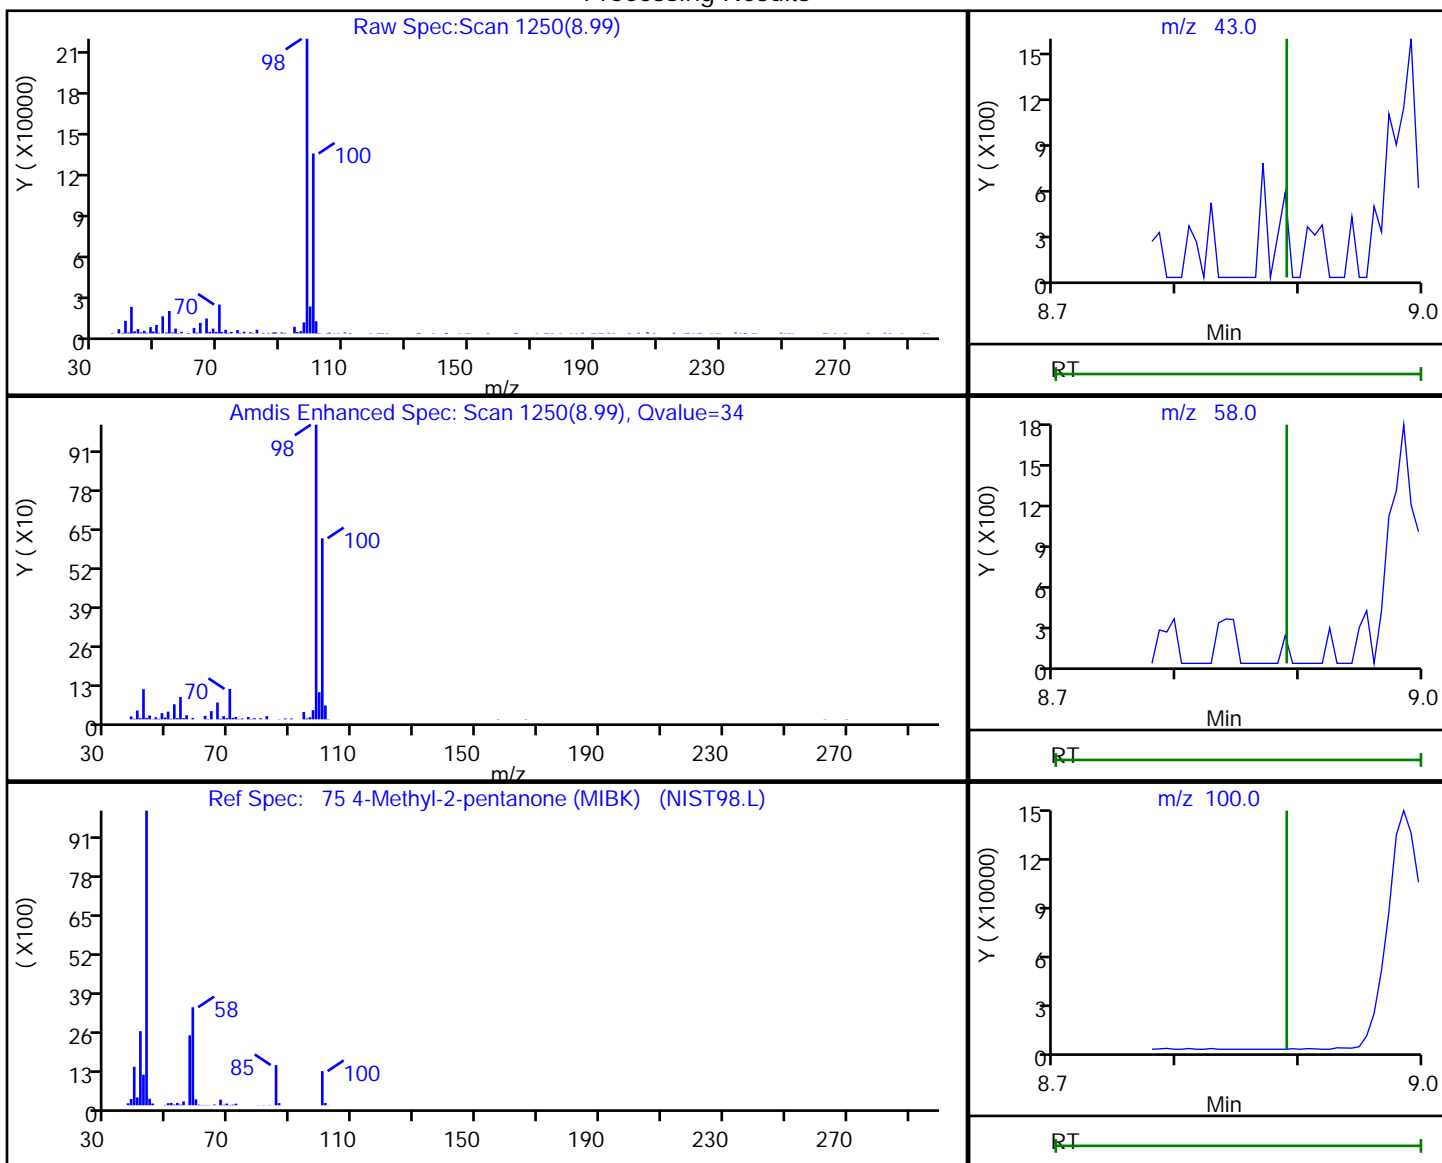 Processing Results
Raw Spec:Scan 1250(8.99)
Y ( X10000)
21
18
15
12
9
6
3
0
98
100
70
30 70 110 150 190 230 270
m/z
m/z 43.0
Y ( X100)
15
12
9
6
3
0
8.7 9.0
Min
RT
Amdis Enhanced Spec: Scan 1250(8.99), Qvalue=34
Y ( X10)
91
78
65
52
39
26
13
0
98
100
70
30 70 110 150 190 230 270
m/z
m/z 58.0
Y ( X100)
18
15
12
9
6
3
0
8.7 9.0
Min
RT
Ref Spec: 75 4-Methyl-2-pentanone (MIBK) (NIST98.L)
( X100)
91
78
65
52
39
26
13
0
58
85
100
30 70 110 150 190 230 270
m/z 100.0
Y ( X10000)
15
12
9
6
3
0
8.7 9.0
Min
RT